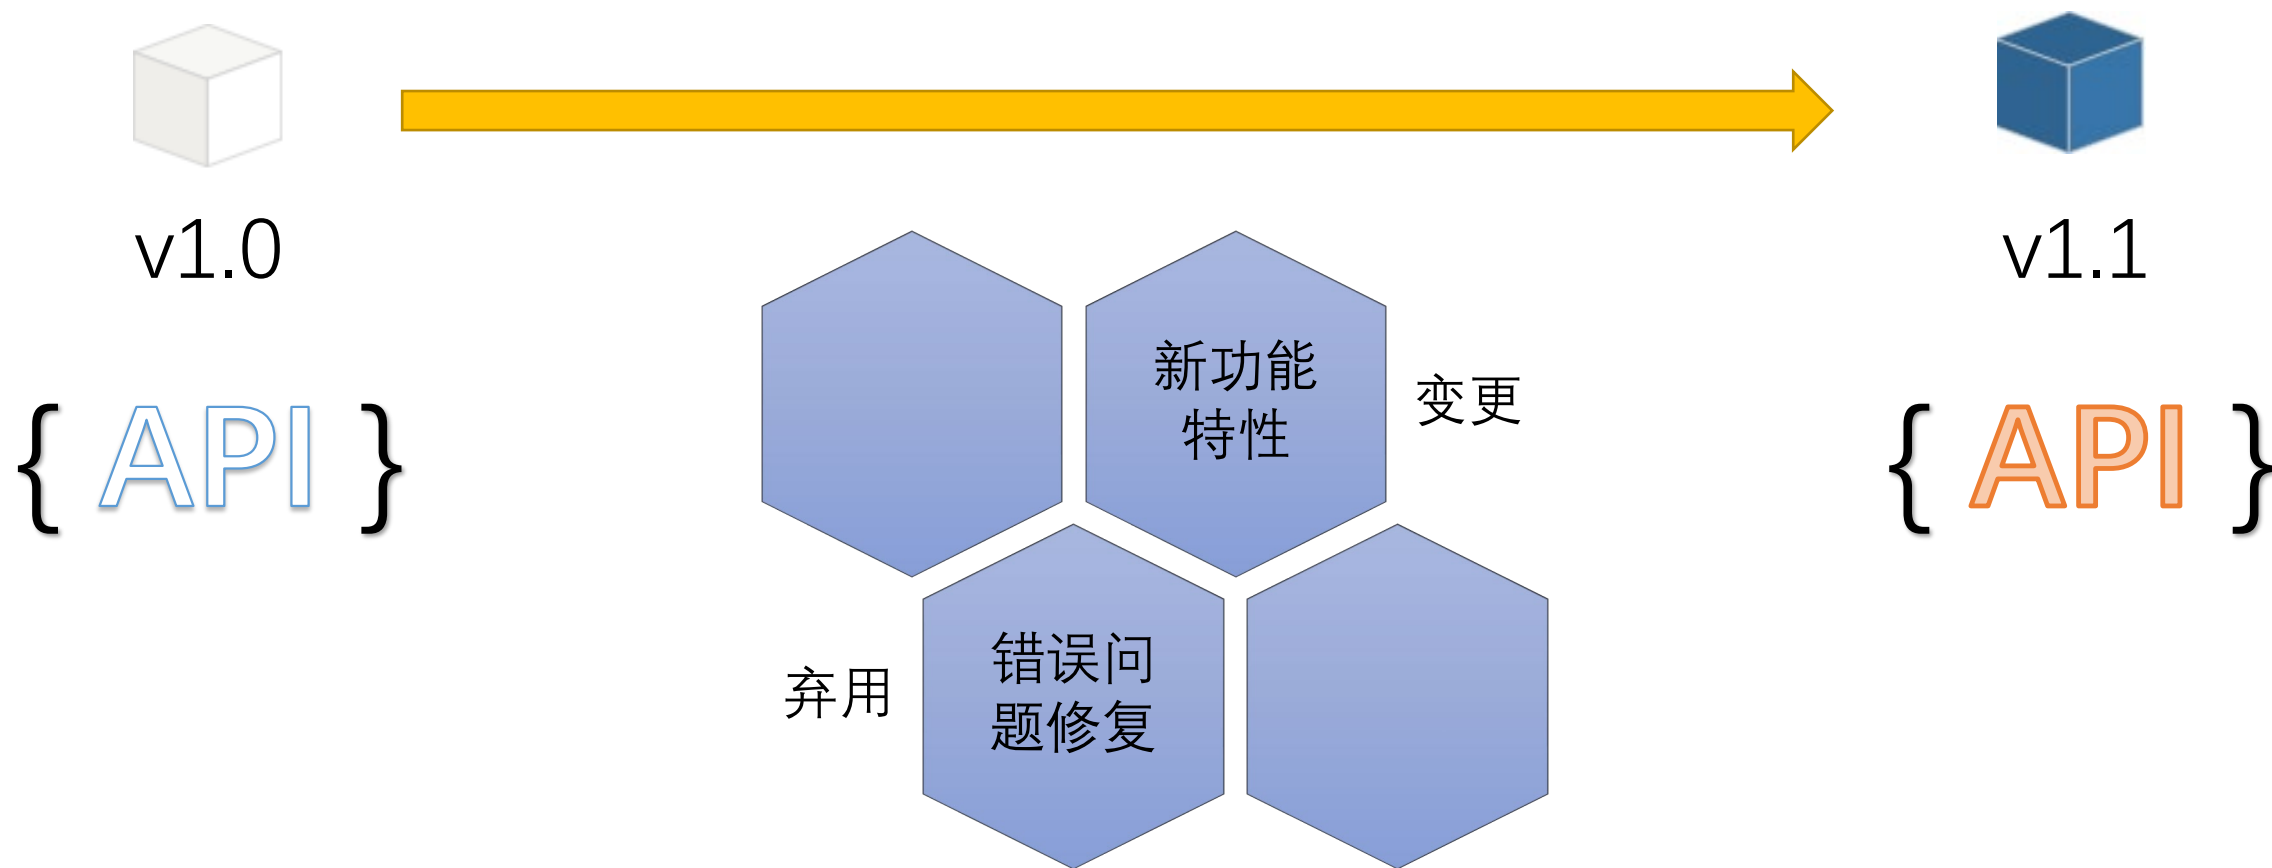 v1.0
v1.1
{ API }
新功能
特性
变更
{ API }
弃用
错误问
题修复